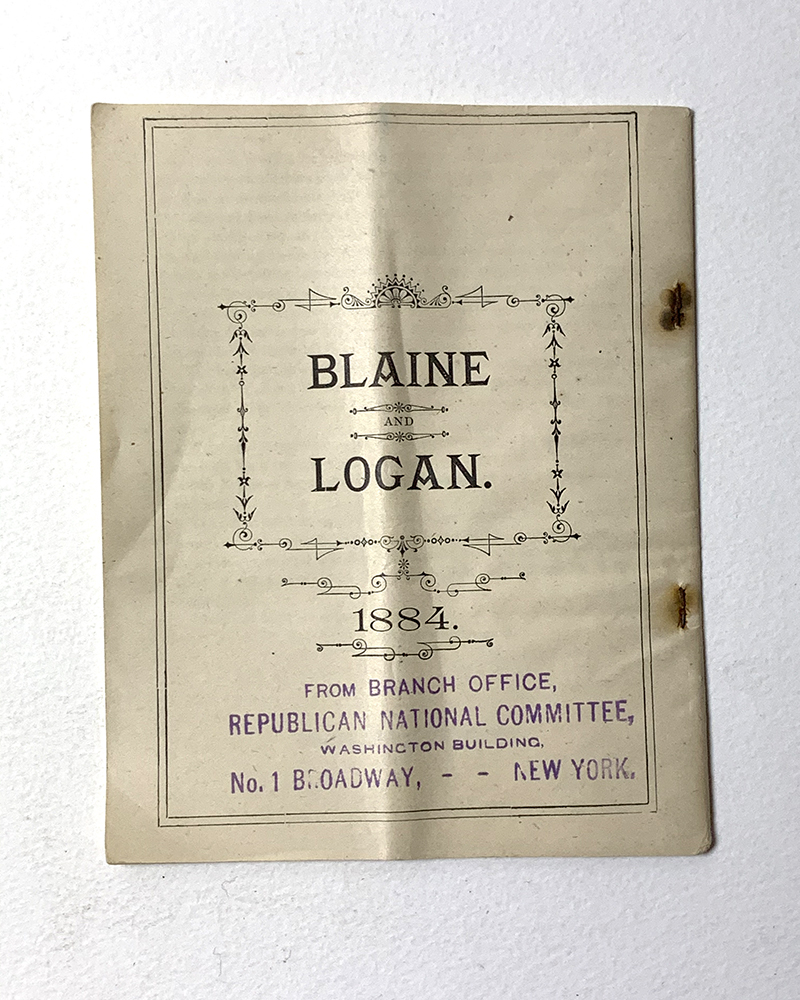 BLAINE
AND
LOGAN.
1884.
FROM BRANCH OFFICE,
REPUBLICAN NATIONAL COMMITTEE,
WASHINGTON BUILDING,
No. 1 BROADWAY, - - NEW YORK.